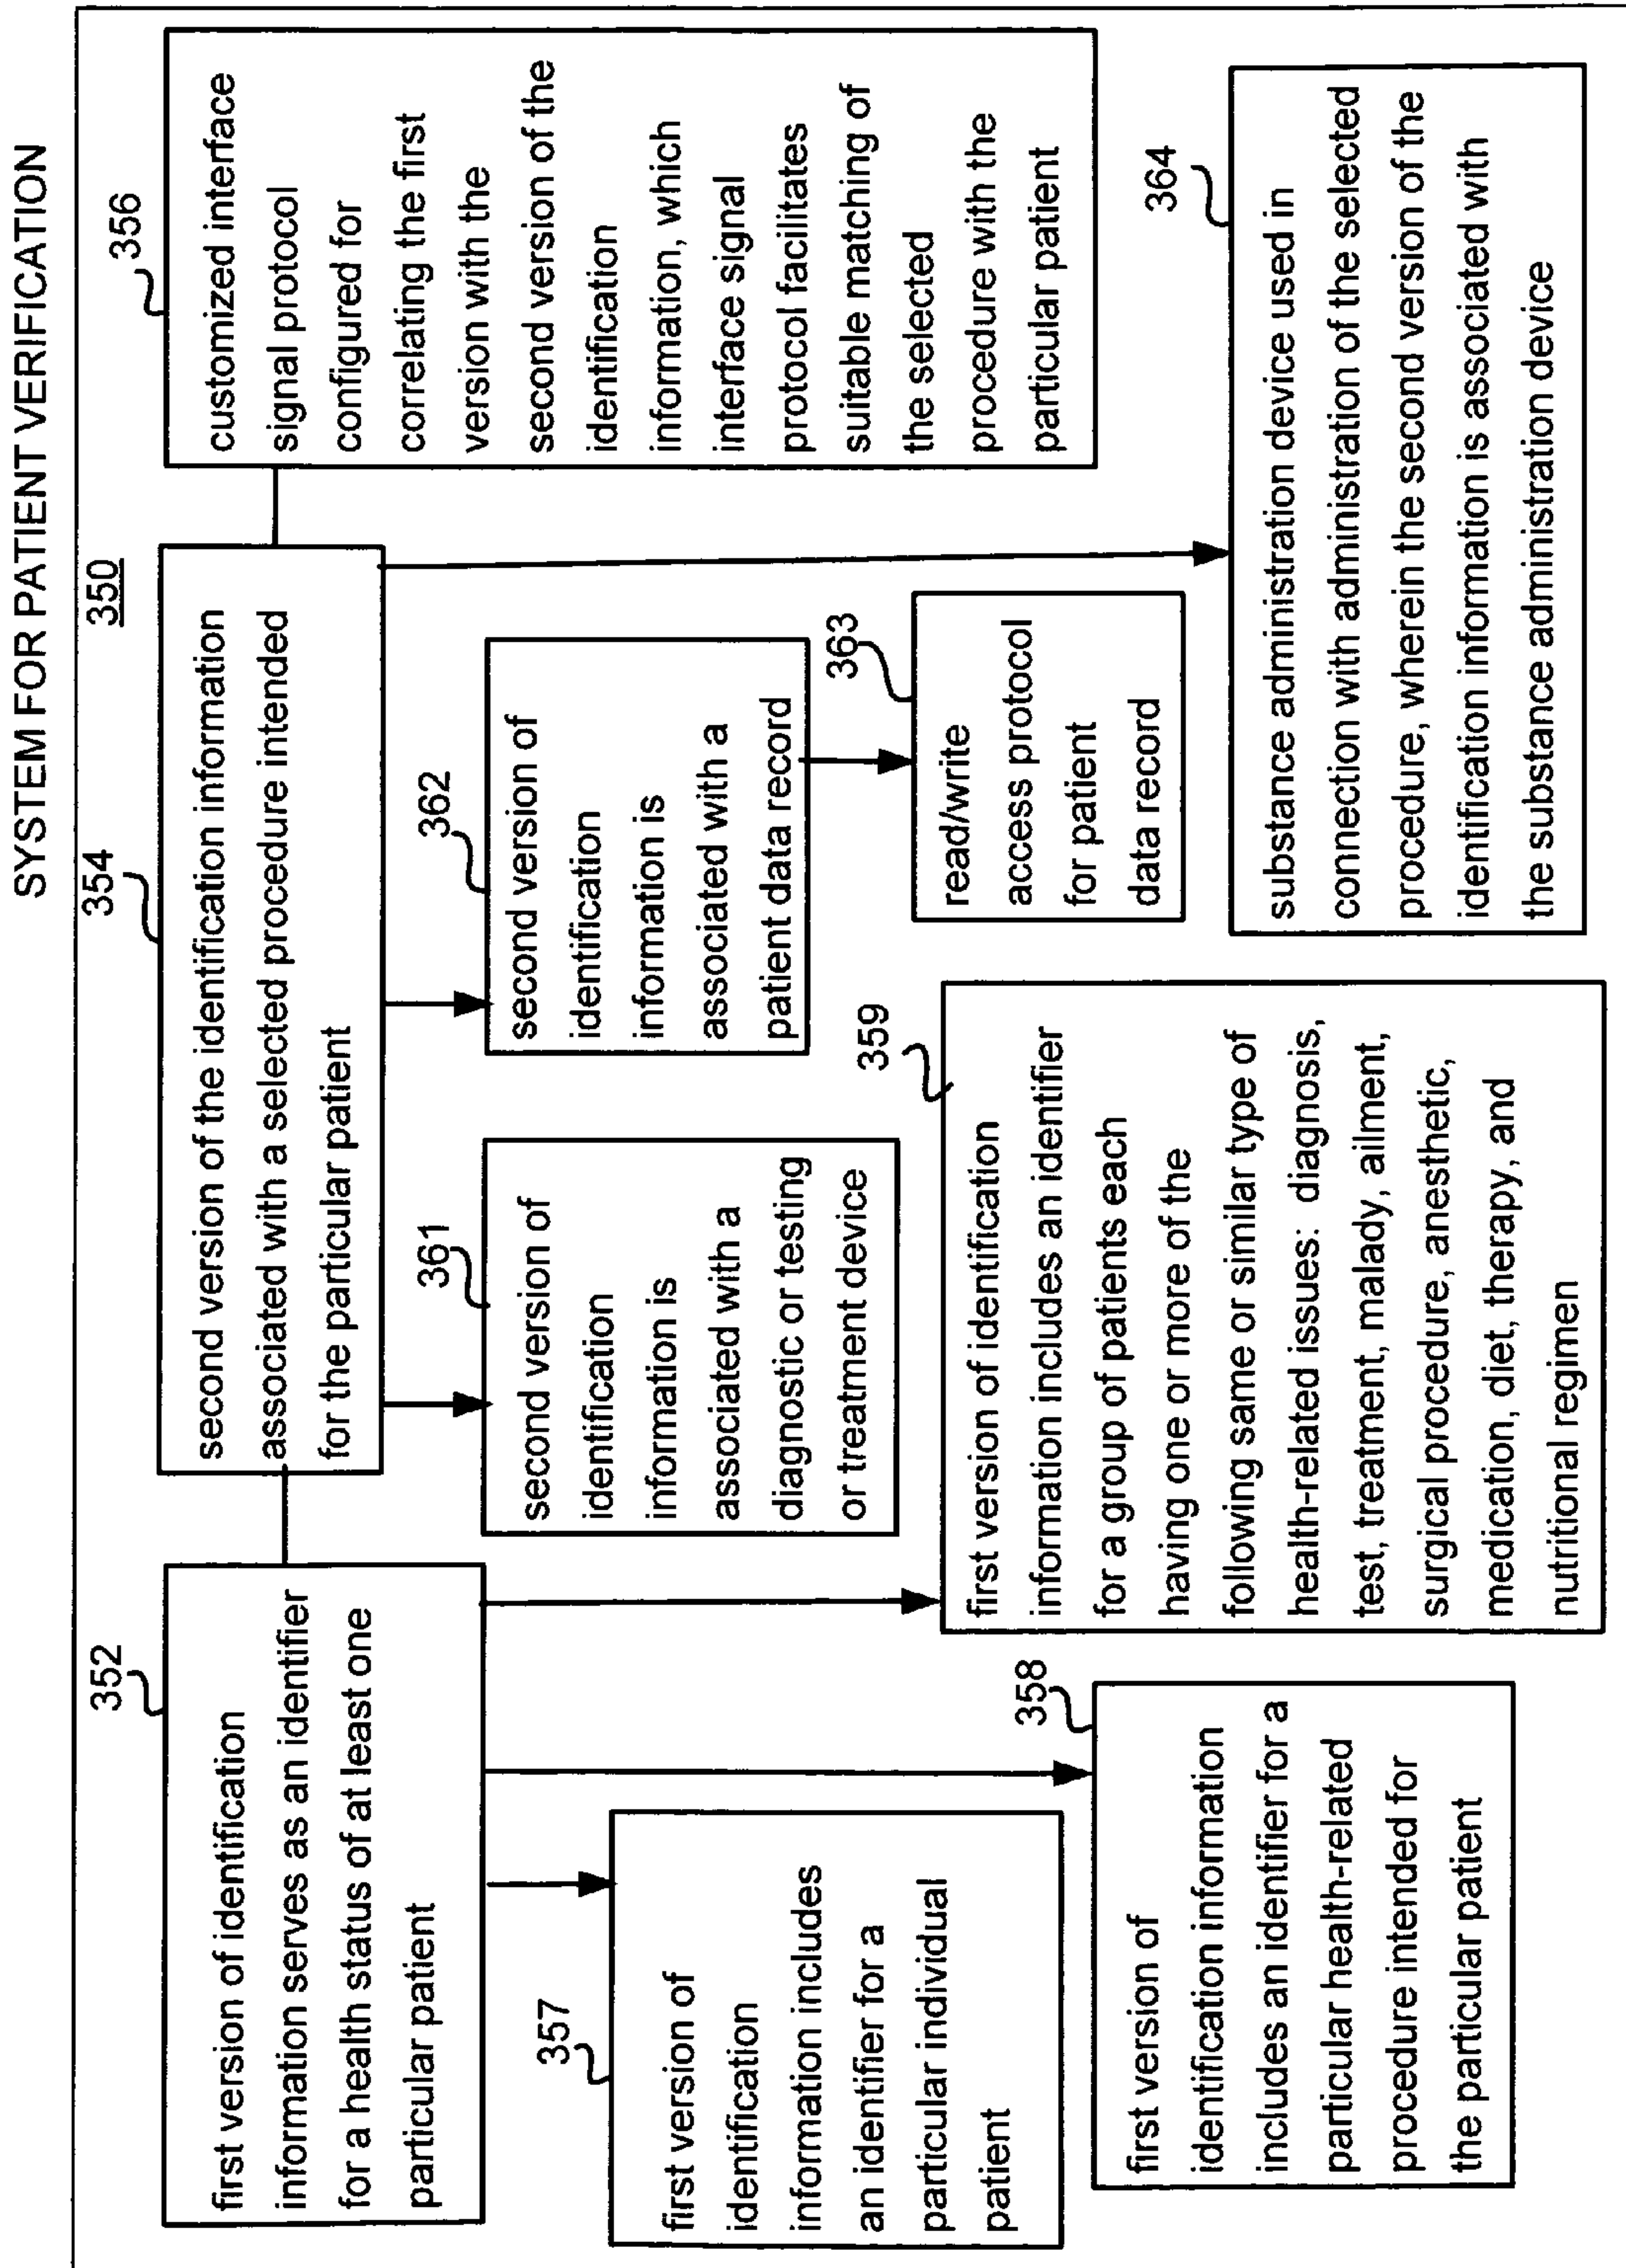 SYSTEM FOR PATIENT VERIFICATION
350
352
first version of identification
information serves as an identifier
for a health status of at least one
particular patient
354
second version of the identification information
associated with a selected procedure intended
for the particular patient
356
customized interface
signal protocol
configured for
correlating the first
version with the
second version of the
identification
information, which
interface signal
protocol facilitates
suitable matching of
the selected
procedure with the
particular patient
357
first version of
identification
information includes
an identifier for a
particular individual
patient
358
first version of
identification information
includes an identifier for a
particular health-related
procedure intended for
the particular patient
359
first version of identification
information includes an identifier
for a group of patients each
having one or more of the
following same or similar type of
health-related issues: diagnosis,
test, treatment, malady, ailment,
surgical procedure, anesthetic,
medication, diet, therapy, and
nutritional regimen
361
second version of
identification
information is
associated with a
diagnostic or testing
or treatment device
362
second version of
identification
information is
associated with a
patient data record
363
read/write
access protocol
for patient
data record
364
substance administration device used in
connection with administration of the selected
procedure, wherein the second version of the
identification information is associated with
the substance administration device